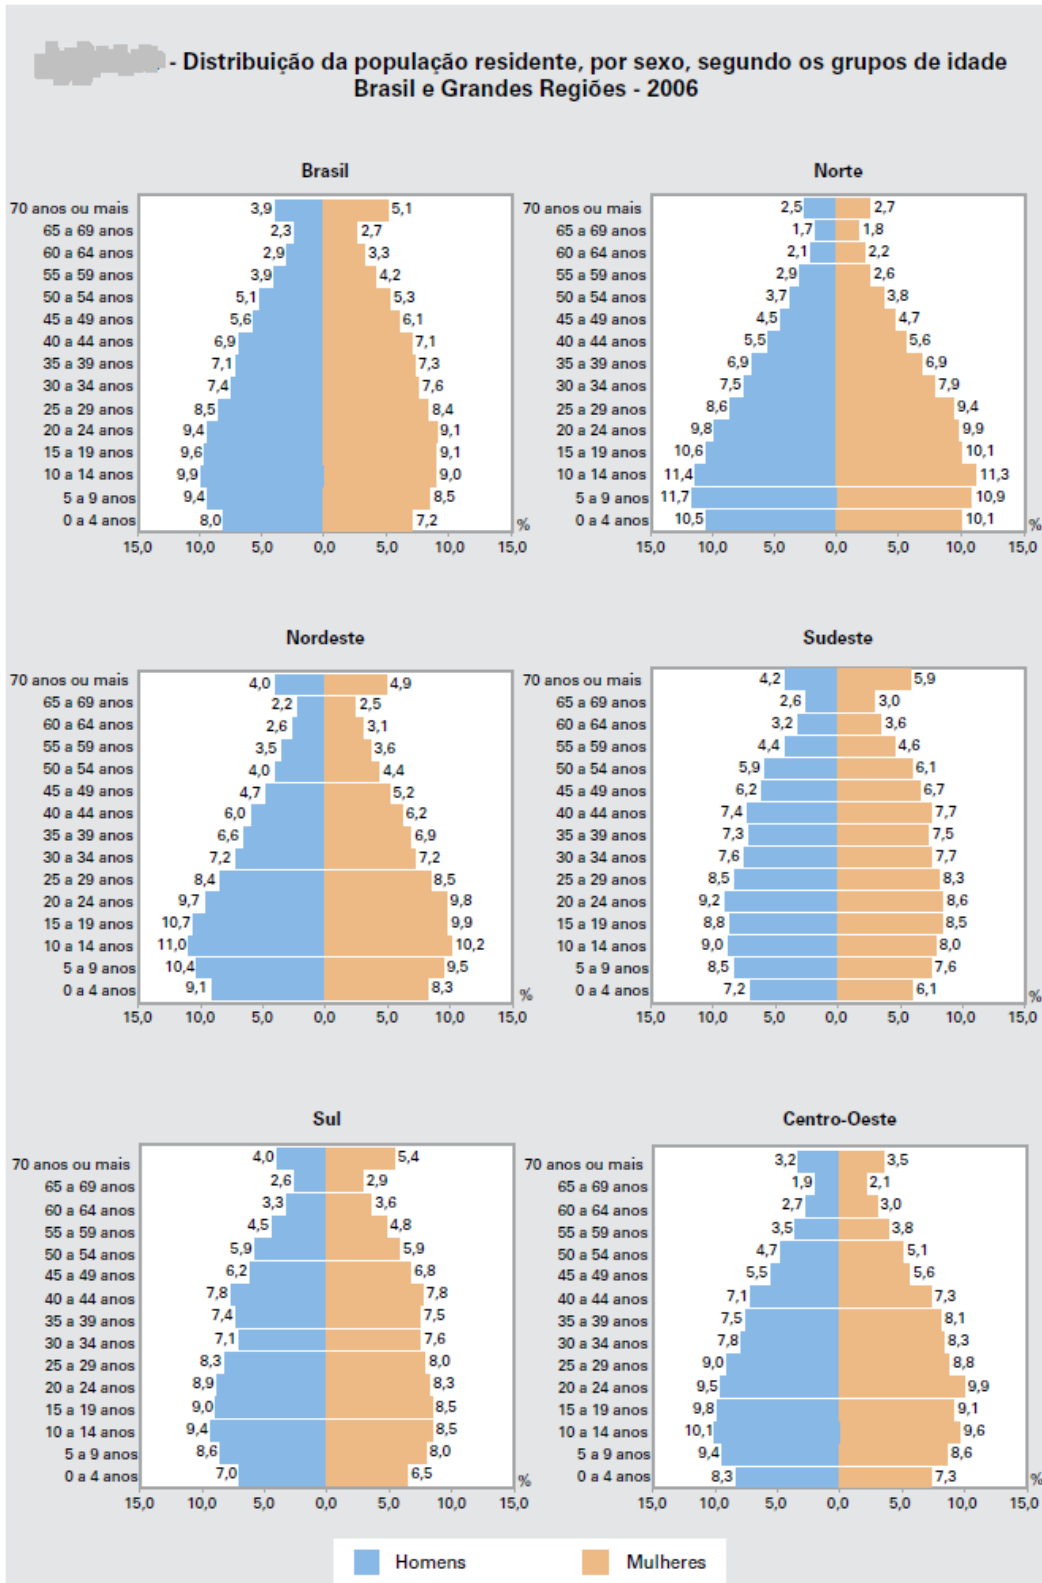 - Distribuição da população residente, por sexo, segundo os grupos de idade
Brasil e Grandes Regiões - 2006
Brasil
70 anos ou mais 3,9 5,1
65 a 69 anos 2,3 2,7
60 a 64 anos 2,9 3,3
55 a 59 anos 3,9 4,2
50 a 54 anos 5,1 5,3
45 a 49 anos 5,6 6,1
40 a 44 anos 6,9 7,1
35 a 39 anos 7,1 7,3
30 a 34 anos 7,4 7,6
25 a 29 anos 8,5 8,4
20 a 24 anos 9,4 9,1
15 a 19 anos 9,6 9,1
10 a 14 anos 9,9 9,0
5 a 9 anos 9,4 8,5
0 a 4 anos 8,0 7,2 %
15,0 10,0 5,0 0,0 5,0 10,0 15,0
Norte
70 anos ou mais 2,5 2,7
65 a 69 anos 1,7 1,8
60 a 64 anos 2,1 2,2
55 a 59 anos 2,9 2,6
50 a 54 anos 3,7 3,8
45 a 49 anos 4,5 4,7
40 a 44 anos 5,5 5,6
35 a 39 anos 6,9 6,9
30 a 34 anos 7,5 7,9
25 a 29 anos 8,6 9,4
20 a 24 anos 9,8 9,9
15 a 19 anos 10,6 10,1
10 a 14 anos 11,4 11,3
5 a 9 anos 11,7 10,9
0 a 4 anos 10,5 10,1 %
15,0 10,0 5,0 0,0 5,0 10,0 15,0
Nordeste
70 anos ou mais 4,0 4,9
65 a 69 anos 2,2 2,5
60 a 64 anos 2,6 3,1
55 a 59 anos 3,5 3,6
50 a 54 anos 4,0 4,4
45 a 49 anos 4,7 5,2
40 a 44 anos 6,0 6,2
35 a 39 anos 6,6 6,9
30 a 34 anos 7,2 7,2
25 a 29 anos 8,4 8,5
20 a 24 anos 9,7 9,8
15 a 19 anos 10,7 9,9
10 a 14 anos 11,0 10,2
5 a 9 anos 10,4 9,5
0 a 4 anos 9,1 8,3 %
15,0 10,0 5,0 0,0 5,0 10,0 15,0
Sudeste
70 anos ou mais 4,2 5,9
65 a 69 anos 2,6 3,0
60 a 64 anos 3,2 3,6
55 a 59 anos 4,4 4,6
50 a 54 anos 5,9 6,1
45 a 49 anos 6,2 6,7
40 a 44 anos 7,4 7,7
35 a 39 anos 7,3 7,5
30 a 34 anos 7,6 7,7
25 a 29 anos 8,5 8,3
20 a 24 anos 9,2 8,6
15 a 19 anos 8,8 8,5
10 a 14 anos 9,0 8,0
5 a 9 anos 8,5 7,6
0 a 4 anos 7,2 6,1 %
15,0 10,0 5,0 0,0 5,0 10,0 15,0
Sul
70 anos ou mais 4,0 5,4
65 a 69 anos 2,6 2,9
60 a 64 anos 3,3 3,6
55 a 59 anos 4,5 4,8
50 a 54 anos 5,9 5,9
45 a 49 anos 6,2 6,8
40 a 44 anos 7,8 7,8
35 a 39 anos 7,4 7,5
30 a 34 anos 7,1 7,6
25 a 29 anos 8,3 8,0
20 a 24 anos 8,9 8,3
15 a 19 anos 9,0 8,5
10 a 14 anos 9,4 8,5
5 a 9 anos 8,6 8,0
0 a 4 anos 7,0 6,5 %
15,0 10,0 5,0 0,0 5,0 10,0 15,0
Centro-Oeste
70 anos ou mais 3,2 3,5
65 a 69 anos 1,9 2,1
60 a 64 anos 2,7 3,0
55 a 59 anos 3,5 3,8
50 a 54 anos 4,7 5,1
45 a 49 anos 5,5 5,6
40 a 44 anos 7,1 7,3
35 a 39 anos 7,5 8,1
30 a 34 anos 7,8 8,3
25 a 29 anos 9,0 8,8
20 a 24 anos 9,5 9,9
15 a 19 anos 9,8 9,1
10 a 14 anos 10,1 9,6
5 a 9 anos 9,4 8,6
0 a 4 anos 8,3 7,3 %
15,0 10,0 5,0 0,0 5,0 10,0 15,0
Homens Mulheres